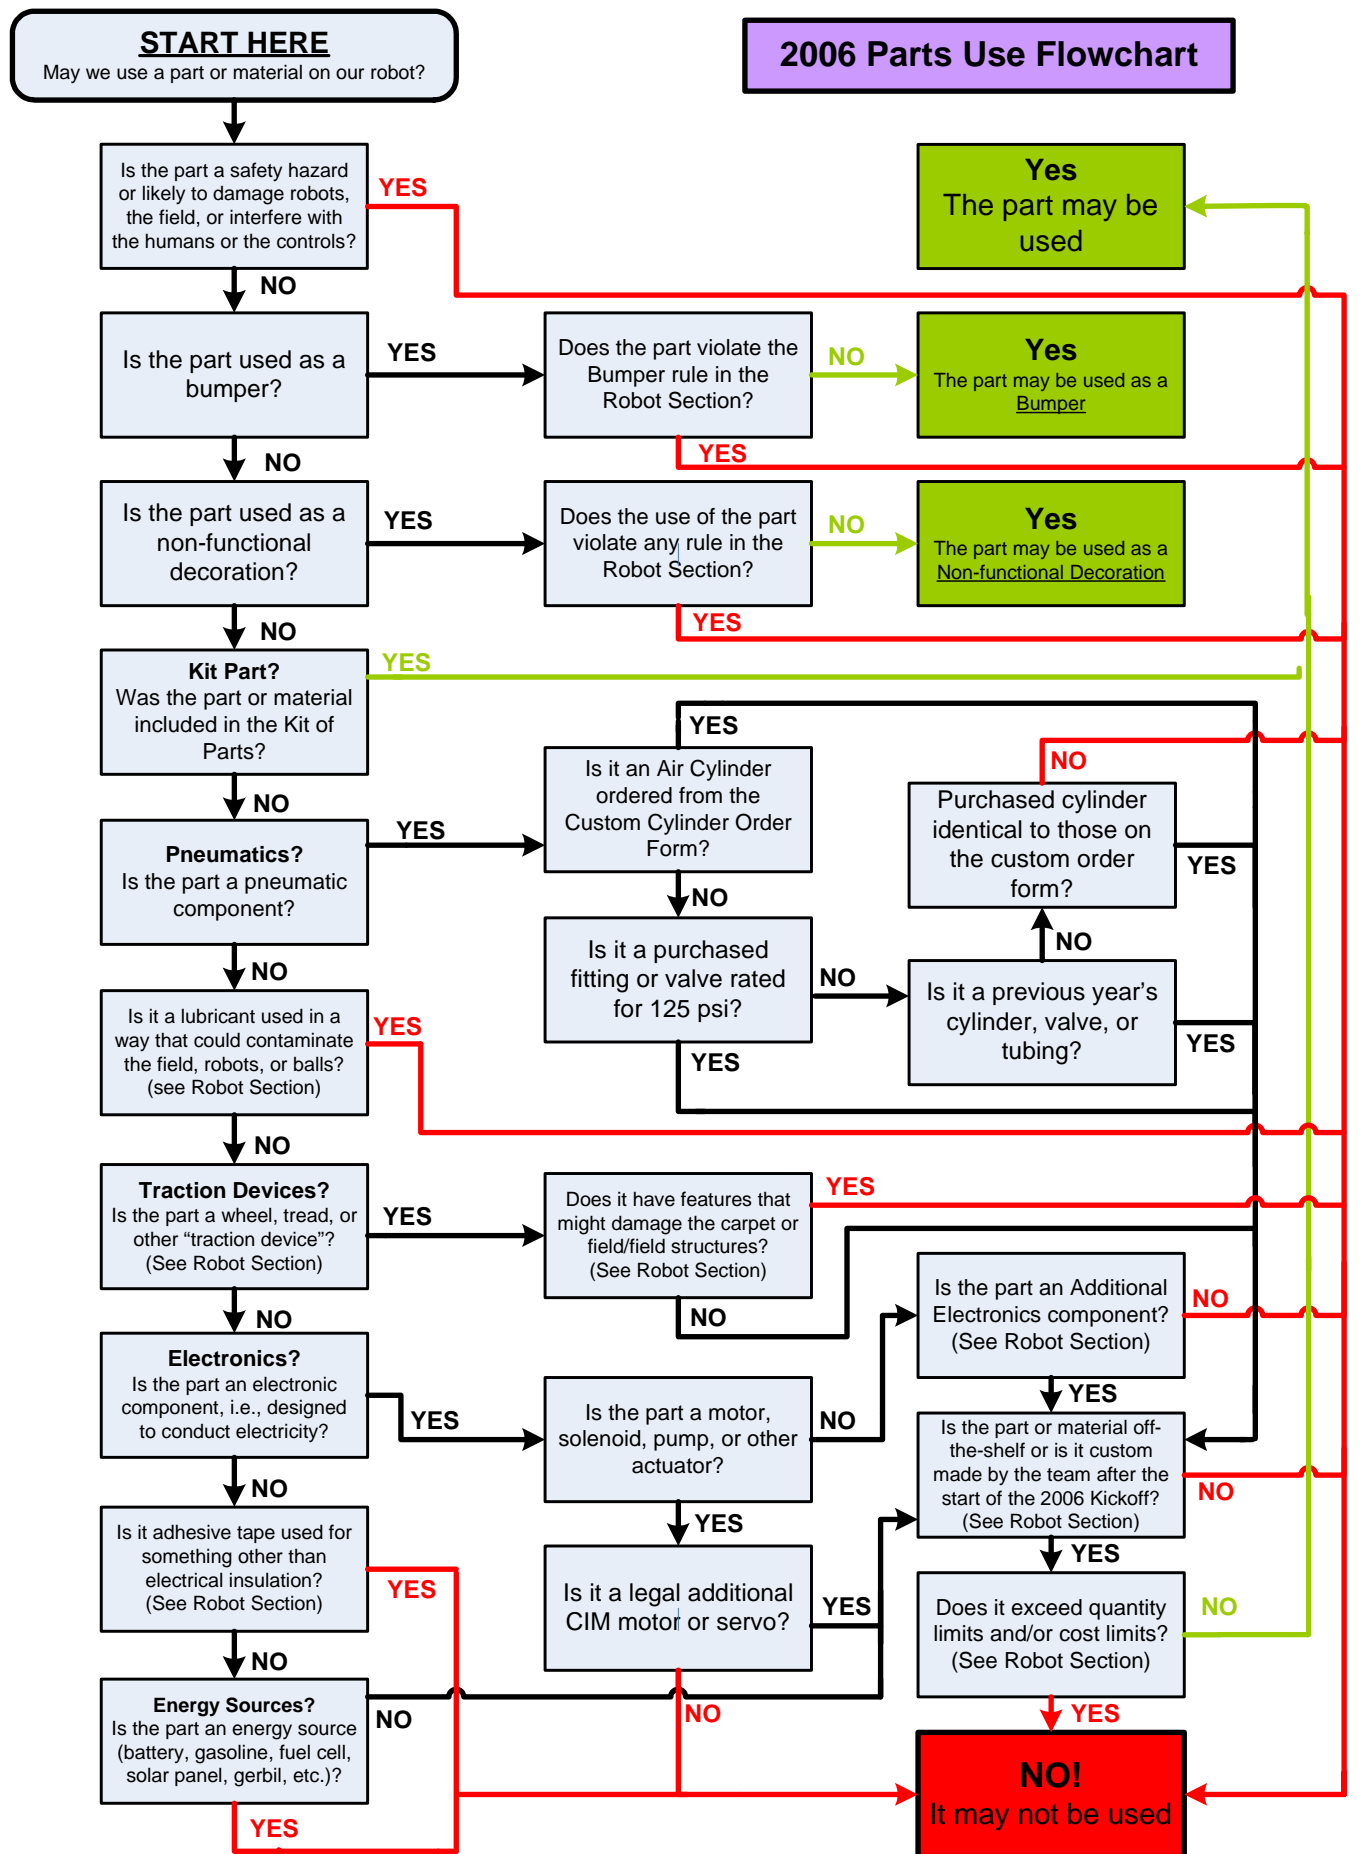 START HERE
May we use a part or material on our robot?
2006 Parts Use Flowchart
Is the part a safety hazard
or likely to damage robots,
the field, or interfere with
the humans or the controls?
YES
Yes
The part may be
used
NO
Is the part used as a
bumper?
YES
Does the part violate the
Bumper rule in the
Robot Section?
NO
Yes
The part may be used as a
Bumper
YES
NO
Is the part used as a
non-functional
decoration?
YES
Does the use of the part
violate any rule in the
Robot Section?
NO
Yes
The part may be used as a
Non-functional Decoration
YES
NO
Kit Part?
Was the part or material
included in the Kit of
Parts?
YES
NO
Pneumatics?
Is the part a pneumatic
component?
YES
YES
Is it an Air Cylinder
ordered from the
Custom Cylinder Order
Form?
NO
Is it a purchased
fitting or valve rated
for 125 psi?
NO
YES
Is it a previous year's
cylinder, valve, or
tubing?
YES
NO
Purchased cylinder
identical to those on
the custom order
form?
YES
NO
NO
Is it a lubricant used in a
way that could contaminate
the field, robots, or balls?
(see Robot Section)
YES
NO
Traction Devices?
Is the part a wheel, tread, or
other “traction device”?
(See Robot Section)
YES
Does it have features that
might damage the carpet or
field/field structures?
(See Robot Section)
YES
NO
NO
Electronics?
Is the part an electronic
component, i.e., designed
to conduct electricity?
YES
Is the part a motor,
solenoid, pump, or other
actuator?
NO
Is the part an Additional
Electronics component?
(See Robot Section)
NO
YES
Is the part or material off-
the-shelf or is it custom
made by the team after the
start of the 2006 Kickoff?
(See Robot Section)
NO
YES
YES
Is it a legal additional
CIM motor or servo?
YES
NO
Does it exceed quantity
limits and/or cost limits?
(See Robot Section)
NO
YES
NO
Is it adhesive tape used for
something other than
electrical insulation?
(See Robot Section)
YES
NO
Energy Sources?
Is the part an energy source
(battery, gasoline, fuel cell,
solar panel, gerbil, etc.)?
NO
YES
NO!
It may not be used